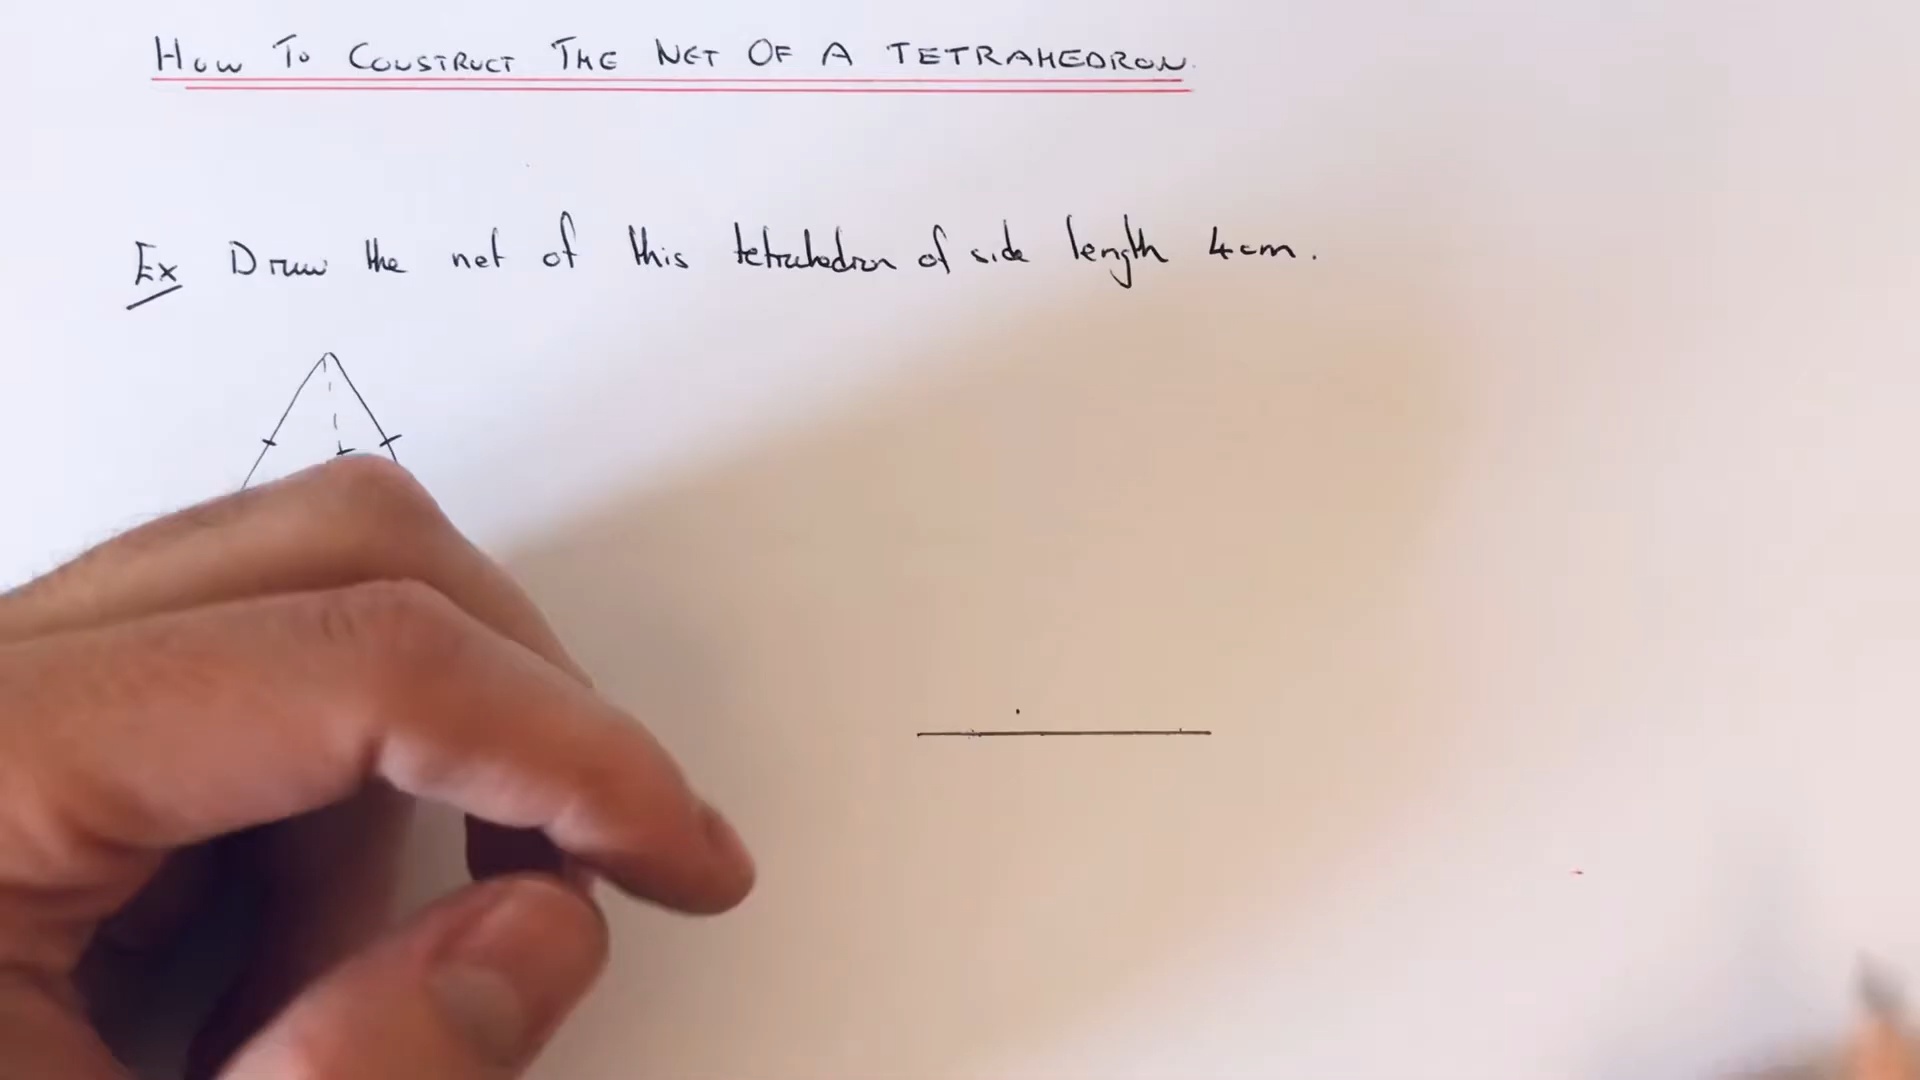 HOW TO CONSTRUCT THE NET OF A TETRAHEDRON.
Ex Draw the net of this tetrahedron of side length 4cm.